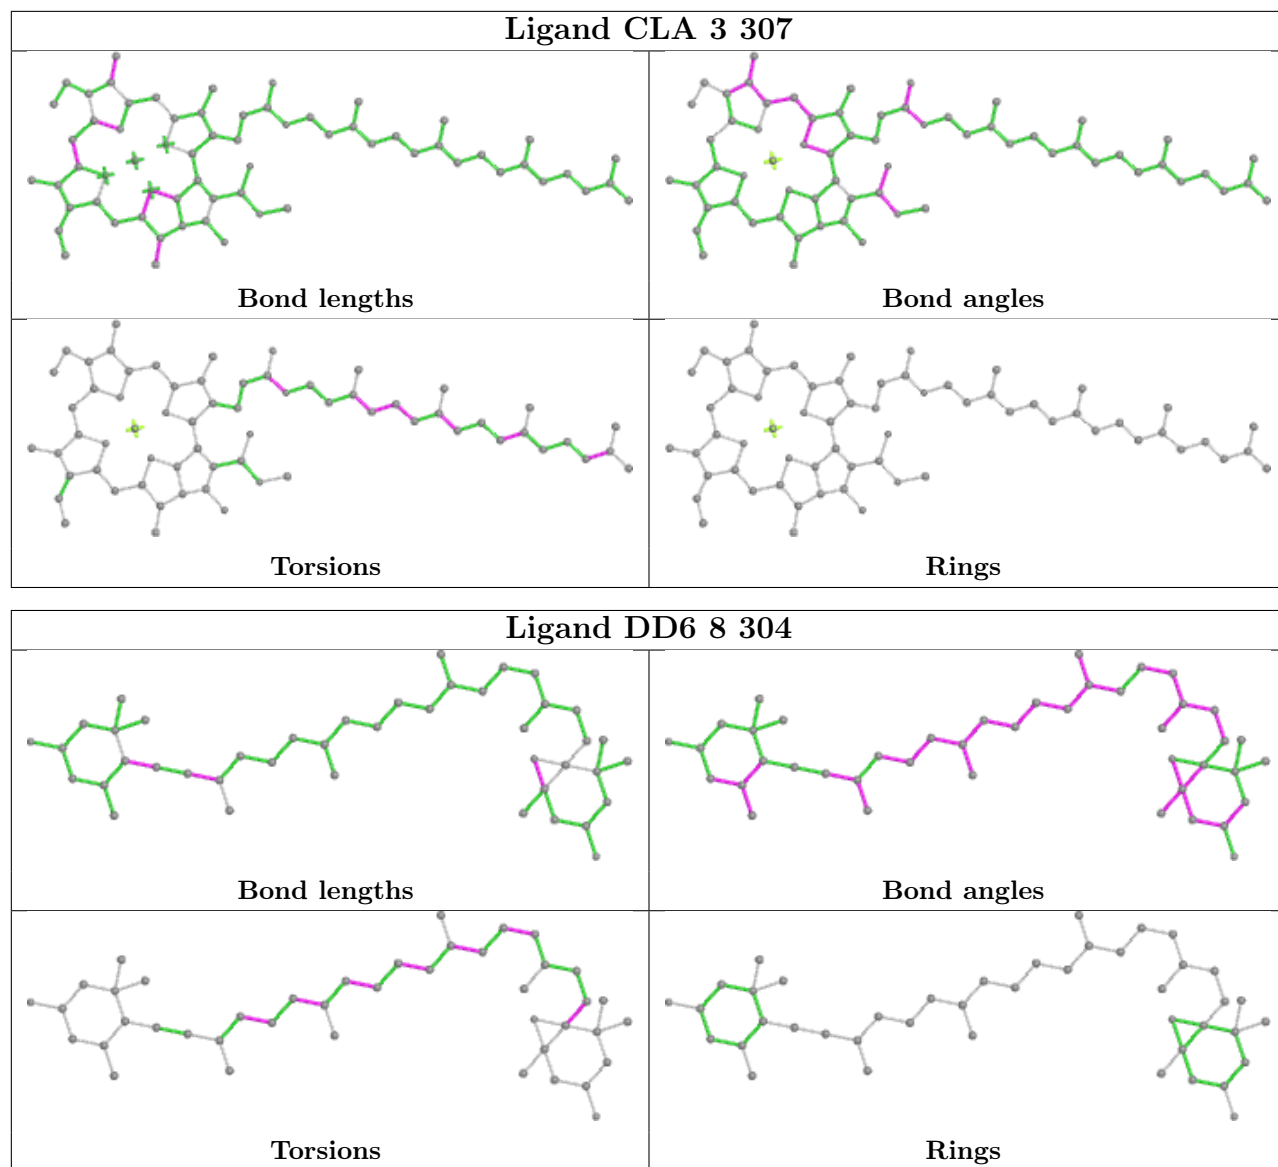 Ligand CLA 3 307
Bond lengths
Bond angles
Torsions
Rings
Ligand DD6 8 304
Bond lengths
Bond angles
Torsions
Rings